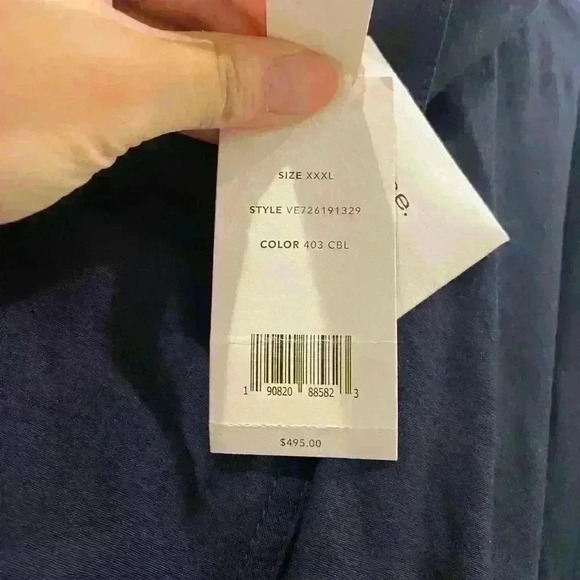 SIZE XXXL
STYLE VE726191329
COLOR 403 CBL
1 90820 88582 3
$495.00
e.